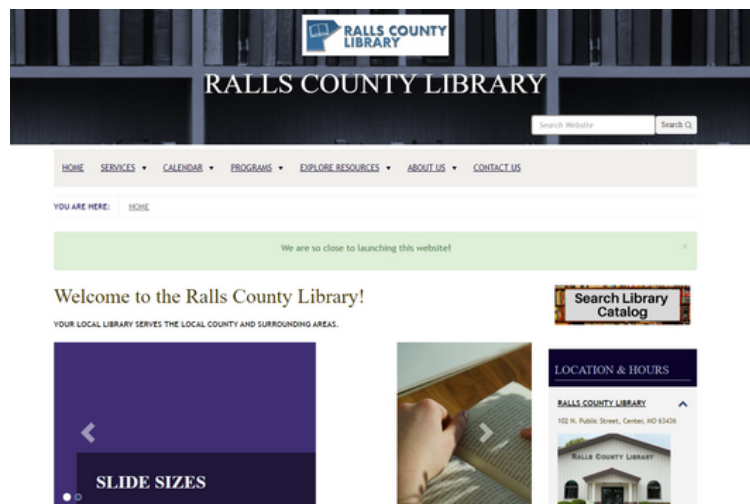 RALLS COUNTY
LIBRARY
RALLS COUNTY LIBRARY
Search Website
Search
HOME SERVICES CALENDAR PROGRAMS EXPLORE RESOURCES ABOUT US CONTACT US
YOU ARE HERE: HOME
We are so close to launching this website!
×
Welcome to the Ralls County Library!
YOUR LOCAL LIBRARY SERVES THE LOCAL COUNTY AND SURROUNDING AREAS.
Search Library
Catalog
LOCATION & HOURS
RALLS COUNTY LIBRARY
102 N. Public Street, Center, MO 63436
RALLS COUNTY LIBRARY
SLIDE SIZES